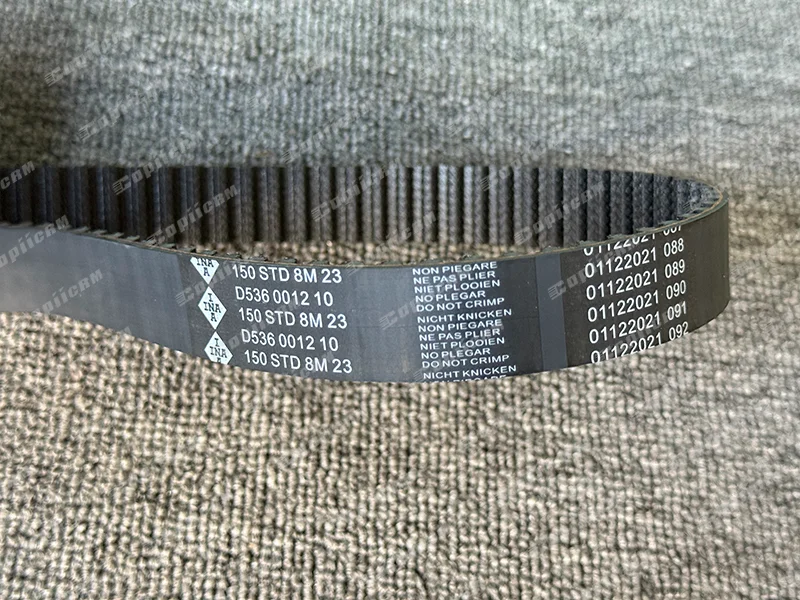 INA
A
150 STD 8M 23
D536 0012 10
I
INA
A
150 STD 8M 23
D536 0012 10
I
INA
150 STD 8M 23
NON PIEGARE
NE PAS PLIER
NIET PLOOIEN
NO PLEGAR
DO NOT CRIMP
NICHT KNICKEN
NON PIEGARE
NE PAS PLIER
NIET PLOOIEN
NO PLEGAR
DO NOT CRIMP
NICHT KNICKEN
01122021 087
01122021 088
01122021 089
01122021 090
01122021 091
01122021 092